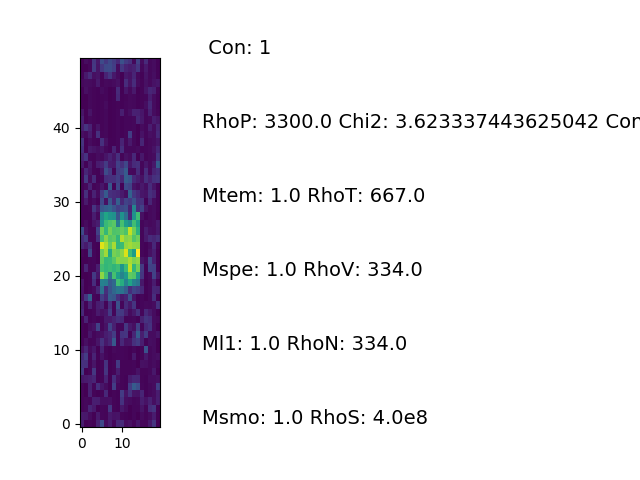 Con: 1
RhoP: 3300.0 Chi2: 3.623337443625042 Con
40
Mtem: 1.0 RhoT: 667.0
30
Mspe: 1.0 RhoV: 334.0
20
Ml1: 1.0 RhoN: 334.0
10
Msmo: 1.0 RhoS: 4.0e8
0
0 10